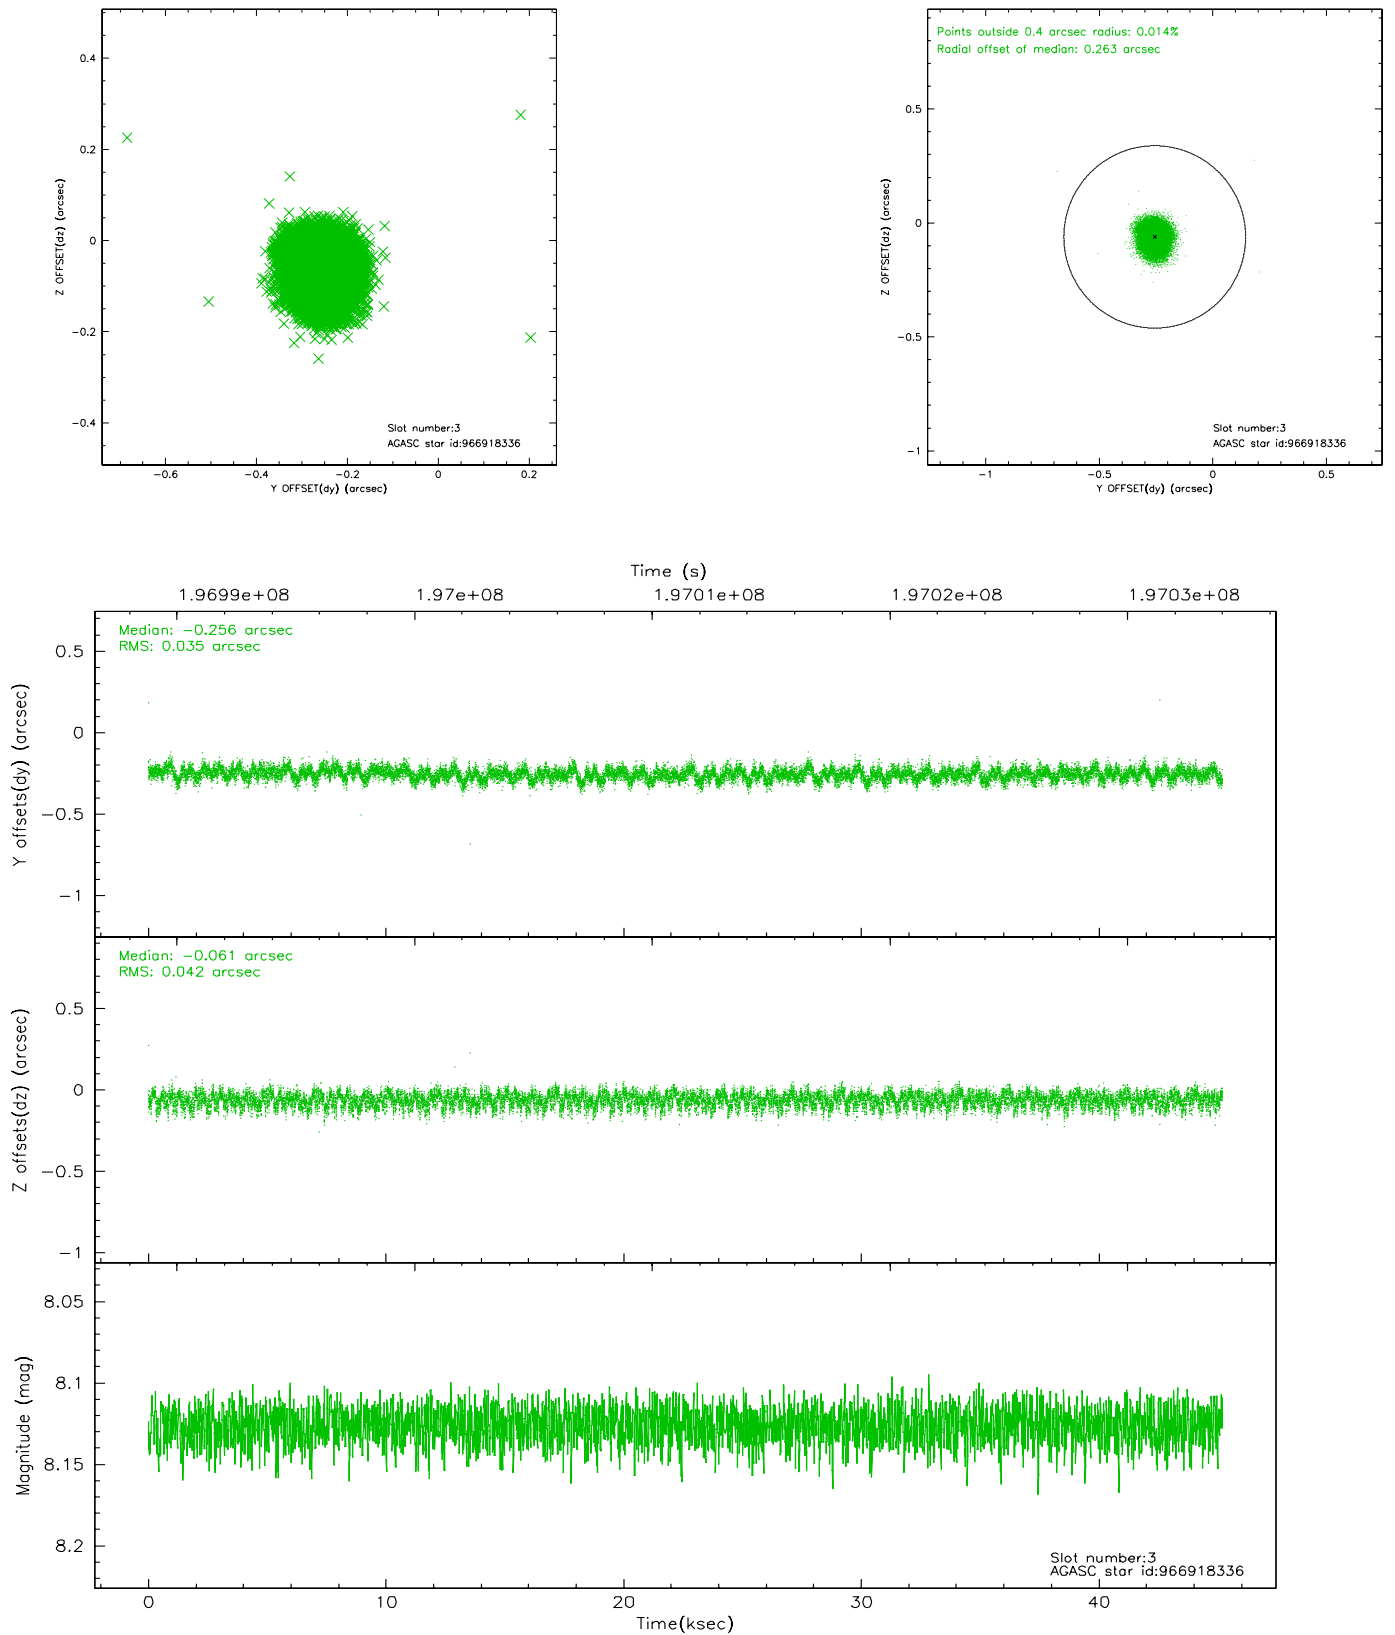 0.4
0.2
0
-0.2
-0.4
Z OFFSET(dz) (arcsec)
Slot number:3
AGASC star id:966918336
-0.6 -0.4 -0.2 0 0.2
Y OFFSET(dy) (arcsec)
Points outside 0.4 arcsec radius: 0.014%
Radial offset of median: 0.263 arcsec
0.5
0
-0.5
-1
Z OFFSET(dz) (arcsec)
Slot number:3
AGASC star id:966918336
-1 -0.5 0 0.5
Y OFFSET(dy) (arcsec)
Time (s)
1.9699e+08 1.97e+08 1.9701e+08 1.9702e+08 1.9703e+08
Median: -0.256 arcsec
RMS: 0.035 arcsec
0.5
0
-0.5
-1
Y offsets(dy) (arcsec)
Median: -0.061 arcsec
RMS: 0.042 arcsec
0.5
0
-0.5
-1
Z offsets(dz) (arcsec)
8.05
8.1
8.15
8.2
Magnitude (mag)
Slot number:3
AGASC star id:966918336
0 10 20 30 40
Time(ksec)